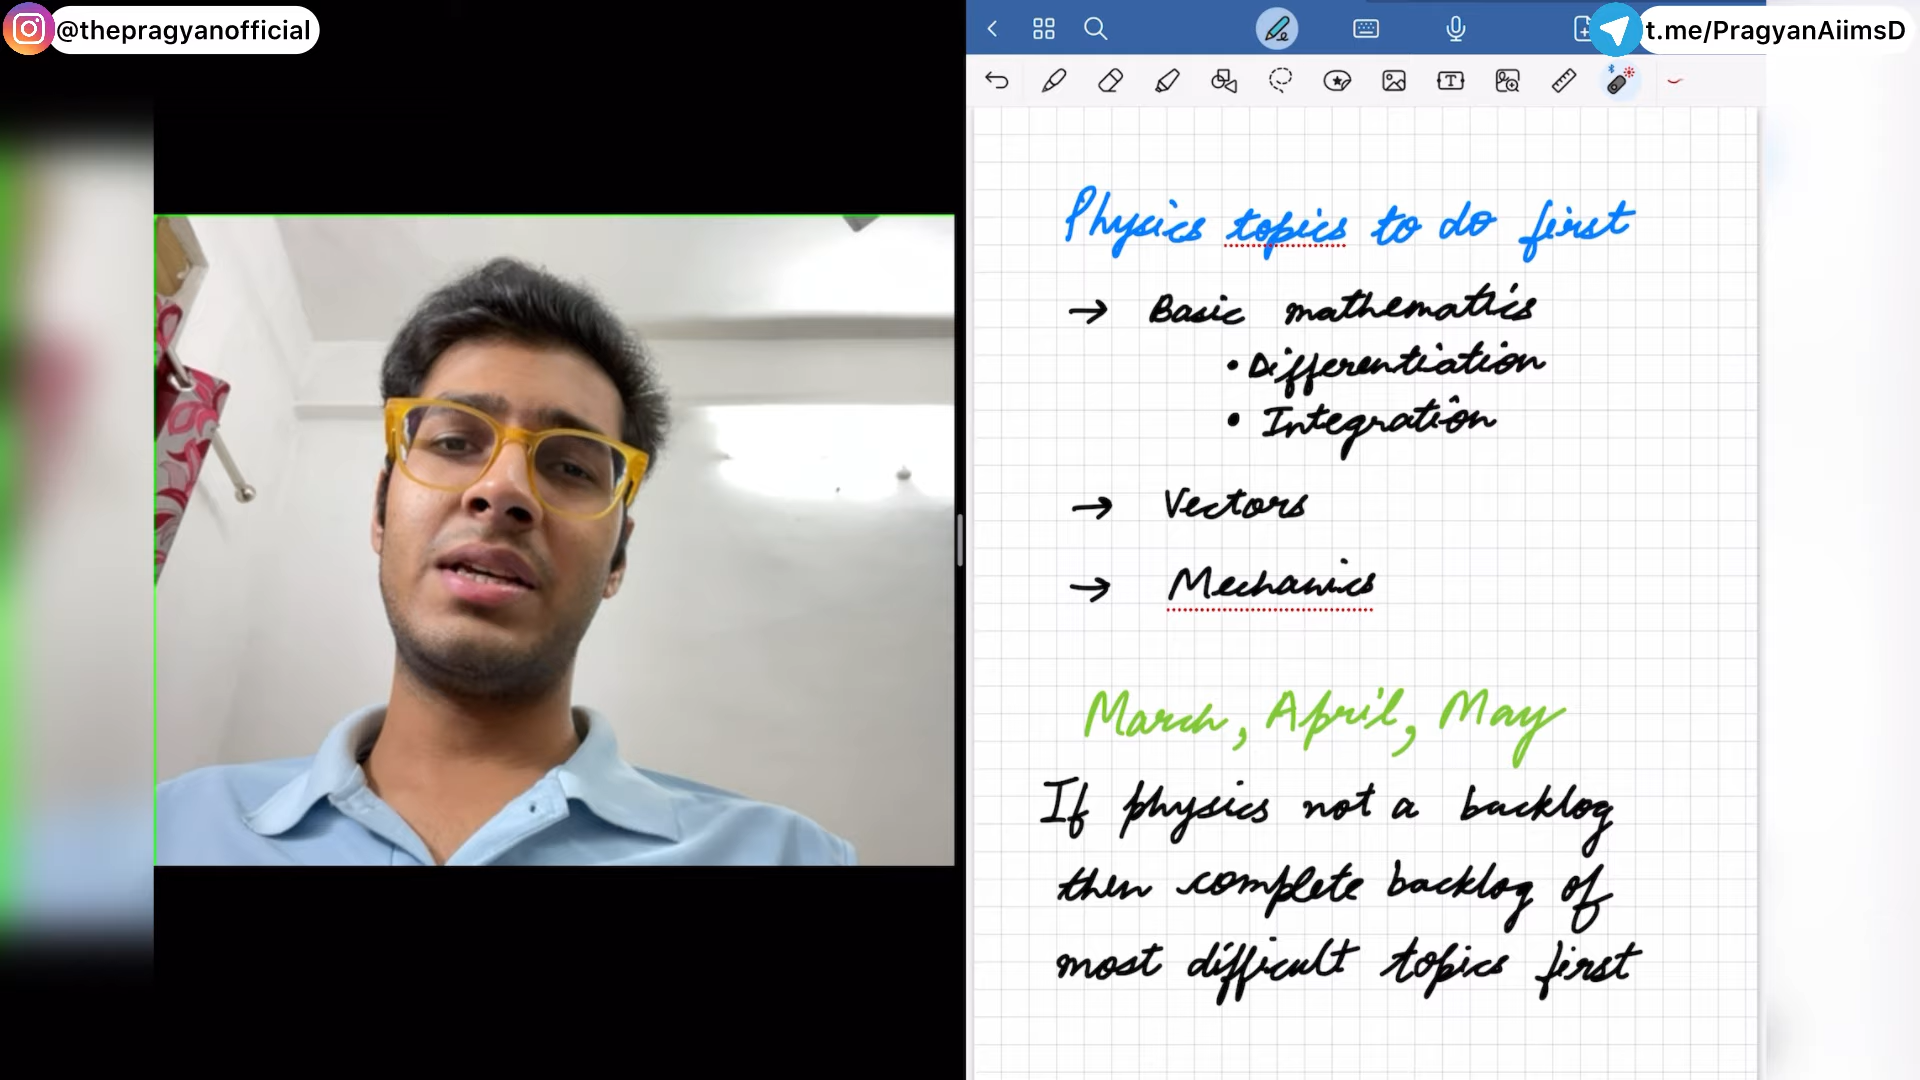 @thepragyanofficial
t.me/PragyanAiimsD
Physics topics to do first
→ Basic mathematics
• Differentiation
• Integration
→ Vectors
→ Mechanics
March, April, May
If physics not a backlog
then complete backlog of
most difficult topics first